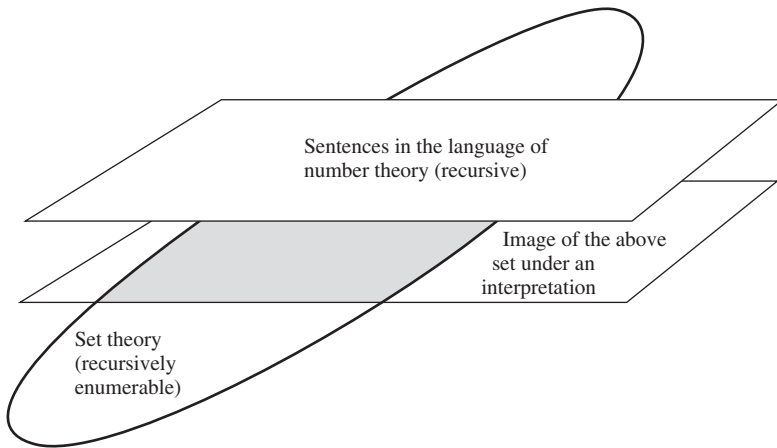 Sentences in the language of
number theory (recursive)
Image of the above
set under an
interpretation
Set theory
(recursively
enumerable)